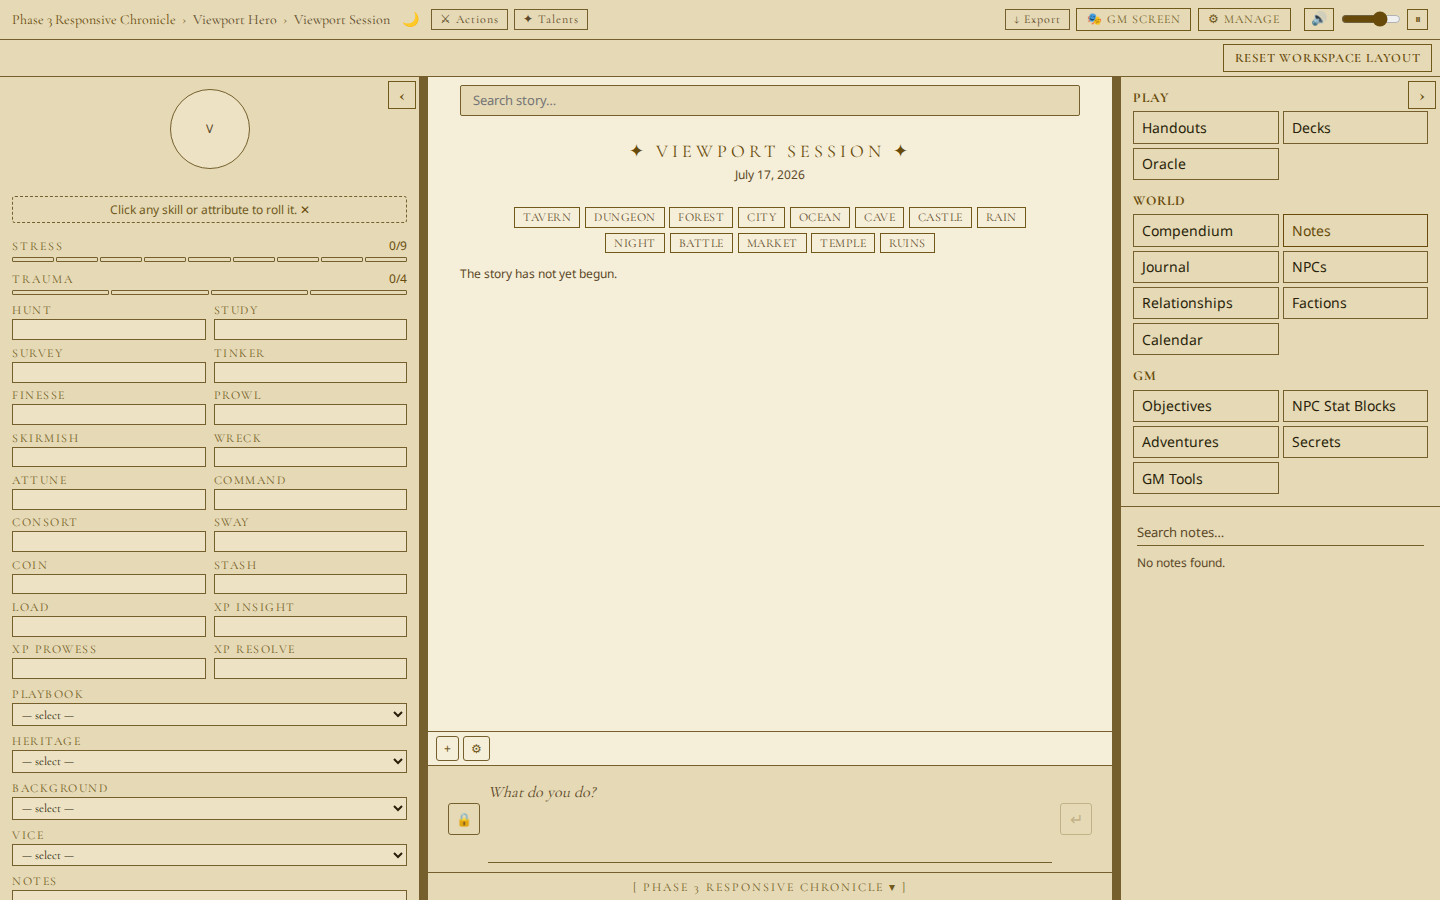 Phase 3 Responsive Chronicle › Viewport Hero › Viewport Session 🌙 ⚔ Actions ✦ Talents ↓ Export 🎭 GM SCREEN ⚙ MANAGE 🔊
RESET WORKSPACE LAYOUT
‹
V
Click any skill or attribute to roll it. ✕
STRESS 0/9
TRAUMA 0/4
HUNT STUDY
SURVEY TINKER
FINESSE PROWL
SKIRMISH WRECK
ATTUNE COMMAND
CONSORT SWAY
COIN STASH
LOAD XP INSIGHT
XP PROWESS XP RESOLVE
PLAYBOOK
— select —
HERITAGE
— select —
BACKGROUND
— select —
VICE
— select —
NOTES
Search story...
✦ VIEWPORT SESSION ✦
July 17, 2026
TAVERN DUNGEON FOREST CITY OCEAN CAVE CASTLE RAIN
NIGHT BATTLE MARKET TEMPLE RUINS
The story has not yet begun.
+ ⚙
What do you do?
🔒 ↵
[ PHASE 3 RESPONSIVE CHRONICLE ▾ ]
PLAY ›
Handouts Decks
Oracle
WORLD
Compendium Notes
Journal NPCs
Relationships Factions
Calendar
GM
Objectives NPC Stat Blocks
Adventures Secrets
GM Tools
Search notes...
No notes found.